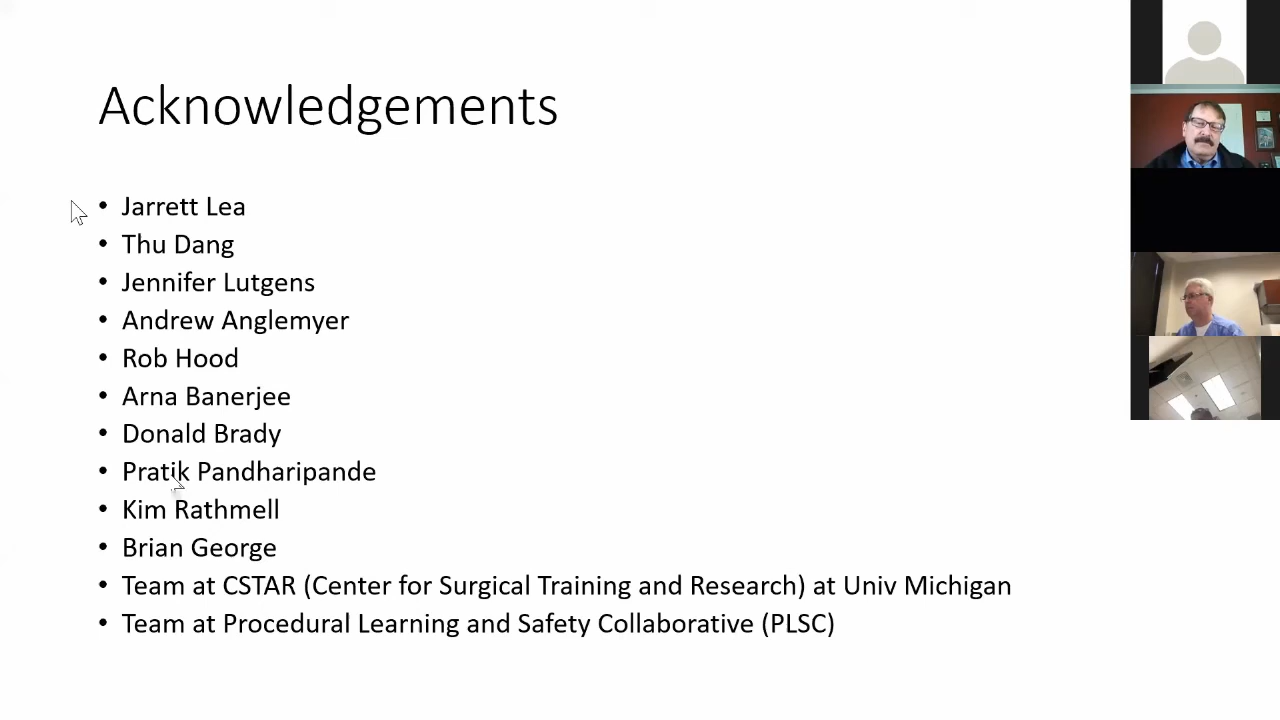 Acknowledgements
• Jarrett Lea
• Thu Dang
• Jennifer Lutgens
• Andrew Anglemyer
• Rob Hood
• Arna Banerjee
• Donald Brady
• Pratik Pandharipande
• Kim Rathmell
• Brian George
• Team at CSTAR (Center for Surgical Training and Research) at Univ Michigan
• Team at Procedural Learning and Safety Collaborative (PLSC)